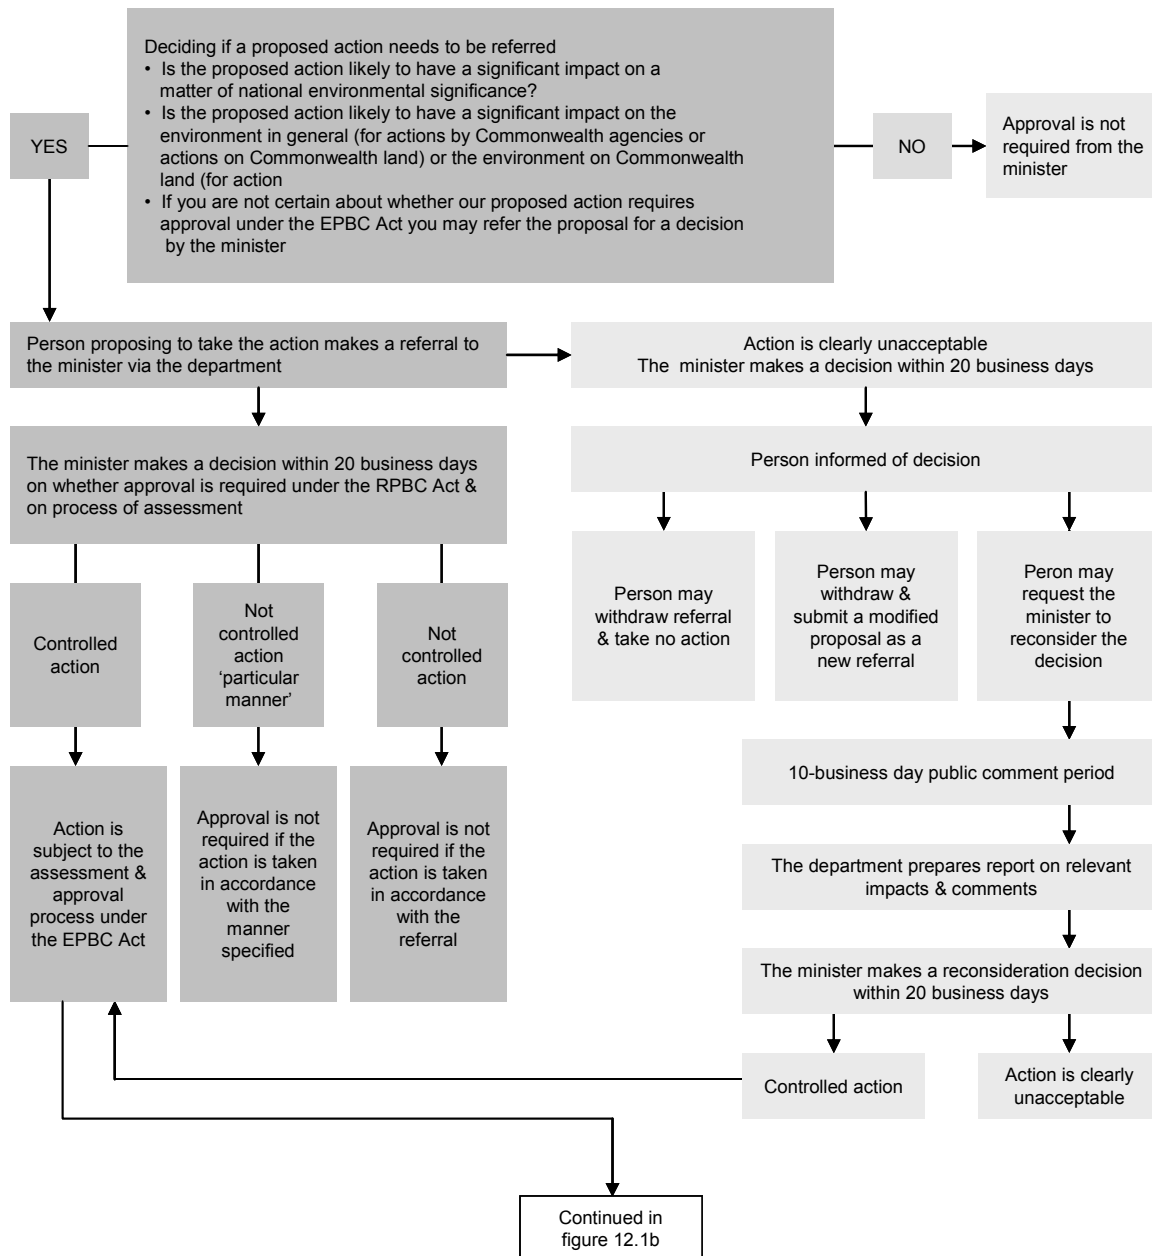 Deciding if a proposed action needs to be referred
• Is the proposed action likely to have a significant impact on a
matter of national environmental significance?
• Is the proposed action likely to have a significant impact on the
environment in general (for actions by Commonwealth agencies or
actions on Commonwealth land) or the environment on Commonwealth
land (for action
• If you are not certain about whether our proposed action requires
approval under the EPBC Act you may refer the proposal for a decision
by the minister
YES
NO
Approval is not
required from the
minister
Person proposing to take the action makes a referral to
the minister via the department
Action is clearly unacceptable
The minister makes a decision within 20 business days
The minister makes a decision within 20 business days
on whether approval is required under the RPBC Act &
on process of assessment
Person informed of decision
Controlled
action
Not
controlled
action
‘particular
manner’
Not
controlled
action
Person may
withdraw referral
& take no action
Person may
withdraw &
submit a modified
proposal as a
new referral
Peron may
request the
minister to
reconsider the
decision
Action is
subject to the
assessment &
approval
process under
the EPBC Act
Approval is not
required if the
action is taken
in accordance
with the
manner
specified
Approval is not
required if the
action is taken
in accordance
with the
referral
10-business day public comment period
The department prepares report on relevant
impacts & comments
The minister makes a reconsideration decision
within 20 business days
Controlled action
Action is clearly
unacceptable
Continued in
figure 12.1b